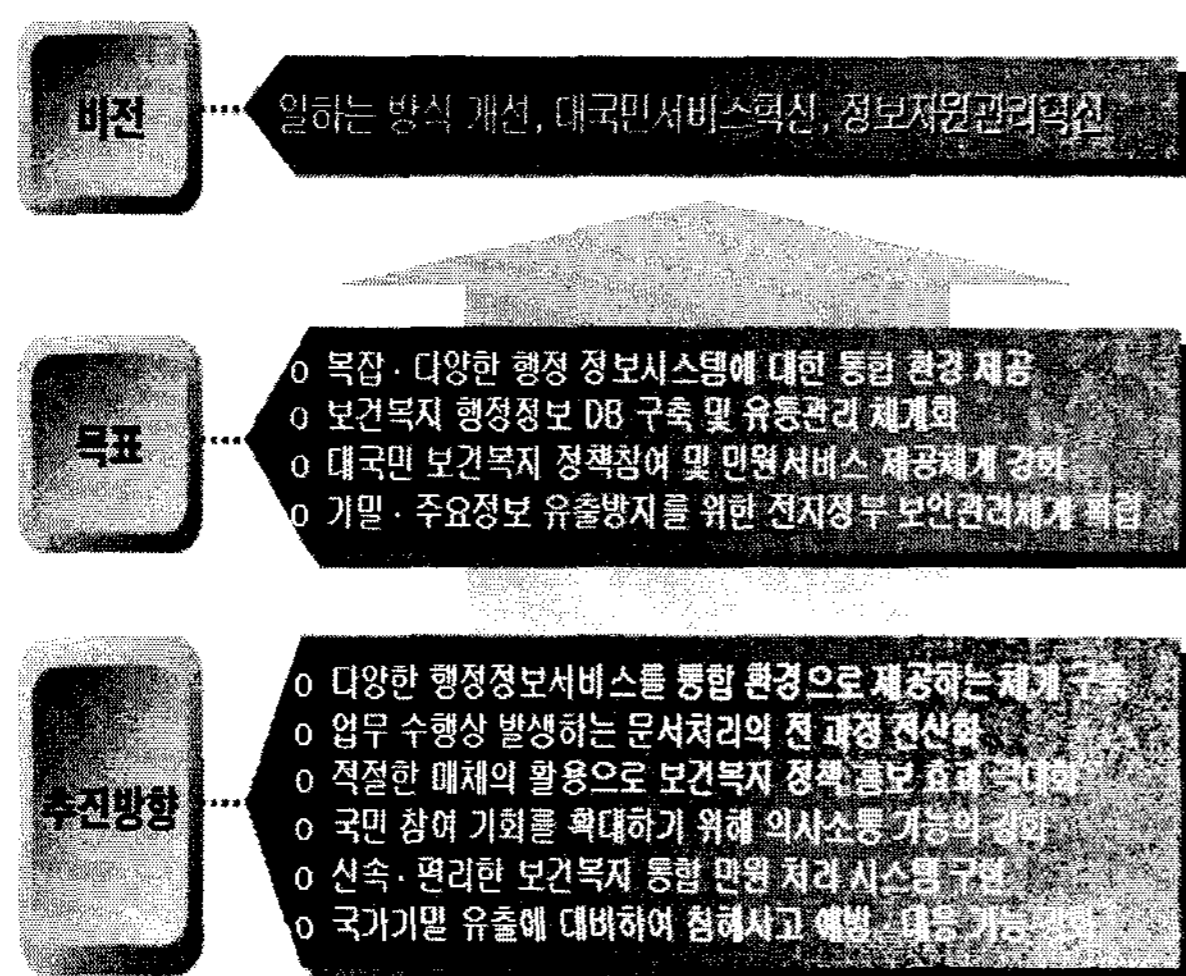 비전
일하는 방식 개선, 대국민서비스혁신, 정보자원관리혁신
목표
o 복잡·다양한 행정 정보시스템에 대한 통합 환경 제공
o 보건복지 행정정보 DB 구축 및 유통관리 체계화
o 대국민 보건복지 정책참여 및 민원서비스 제공체계 강화
o 기밀·주요정보 유출방지를 위한 전자정부 보안관리체계 확립
추진방향
o 다양한 행정정보서비스를 통합 환경으로 제공하는 체계 구축
o 업무 수행상 발생하는 문서처리의 전 과정 전산화
o 적절한 매체의 활용으로 보건복지 정책 홍보 효과 극대화
o 국민 참여 기회를 확대하기 위해 의사소통 기능의 강화
o 신속·편리한 보건복지 통합 민원 처리 시스템 구현
o 국가기밀 유출에 대비하여 침해사고 예방·대응 기능 강화